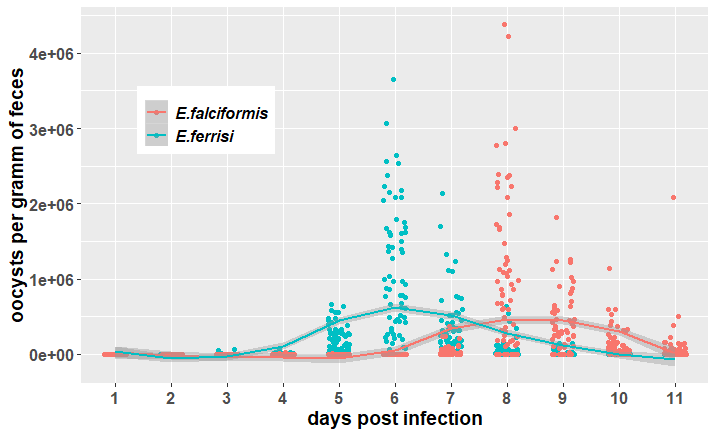 4e+06
3e+06
2e+06
1e+06
0e+00
oocysts per gramm of feces
E.falciformis
E.ferrisi
1 2 3 4 5 6 7 8 9 10 11
days post infection